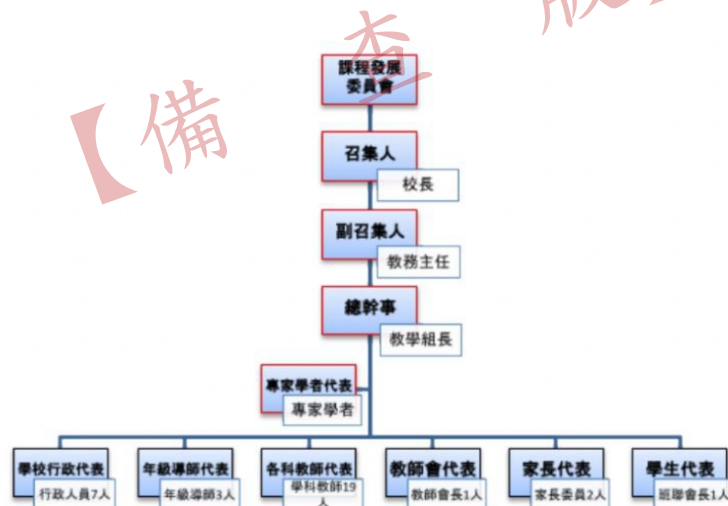 【備查版
課程發展
委員會
召集人
校長
副召集人
教務主任
總幹事
教學組長
專家學者代表
專家學者
學校行政代表
行政人員7人
年級導師代表
年級導師3人
各科教師代表
學科教師19
人
教師會代表
教師會長1人
家長代表
家長委員2人
學生代表
班聯會長1人